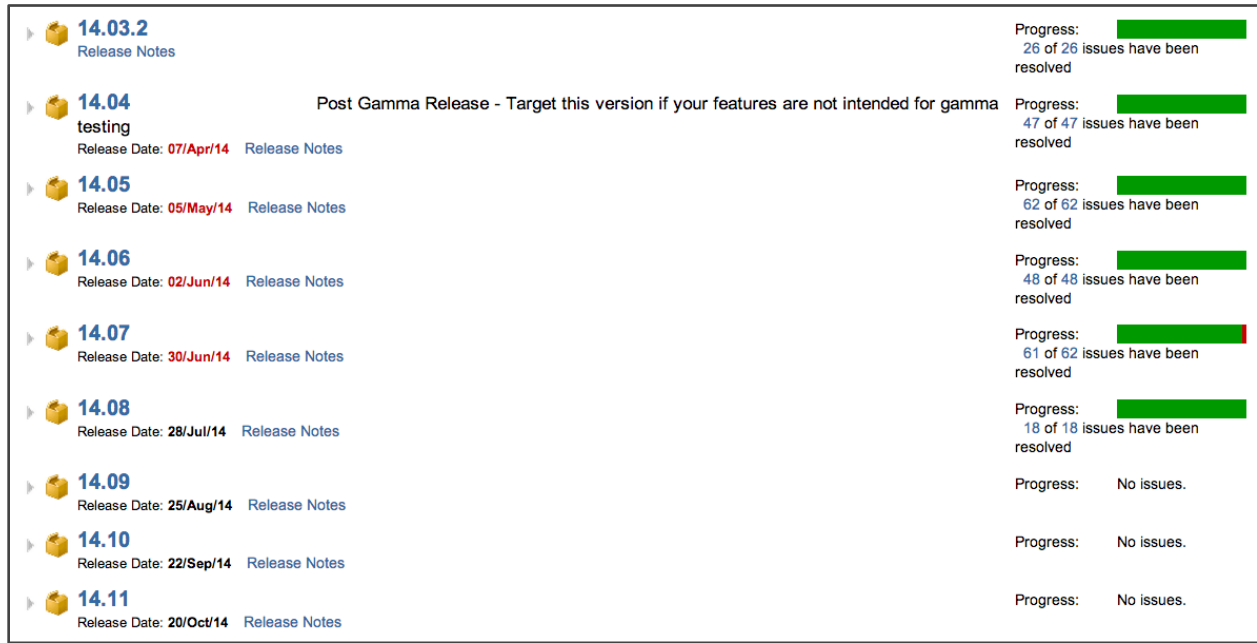 14.03.2
Release Notes
Progress:
26 of 26 issues have been
resolved
14.04
Post Gamma Release - Target this version if your features are not intended for gamma
testing
Release Date: 07/Apr/14 Release Notes
Progress:
47 of 47 issues have been
resolved
14.05
Release Date: 05/May/14 Release Notes
Progress:
62 of 62 issues have been
resolved
14.06
Release Date: 02/Jun/14 Release Notes
Progress:
48 of 48 issues have been
resolved
14.07
Release Date: 30/Jun/14 Release Notes
Progress:
61 of 62 issues have been
resolved
14.08
Release Date: 28/Jul/14 Release Notes
Progress:
18 of 18 issues have been
resolved
14.09
Release Date: 25/Aug/14 Release Notes
Progress: No issues.
14.10
Release Date: 22/Sep/14 Release Notes
Progress: No issues.
14.11
Release Date: 20/Oct/14 Release Notes
Progress: No issues.